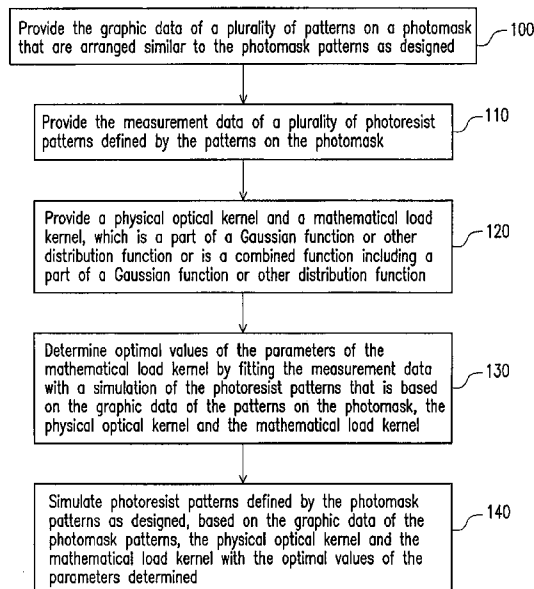 Provide the graphic data of a plurality of patterns on a photomask
that are arranged similar to the photomask patterns as designed
100
Provide the measurement data of a plurality of photoresist
patterns defined by the patterns on the photomask
110
Provide a physical optical kernel and a mathematical load
kernel, which is a part of a Gaussian function or other
distribution function or is a combined function including a
part of a Gaussian function or other distribution function
120
Determine optimal values of the parameters of the
mathematical load kernel by fitting the measurement data
with a simulation of the photoresist patterns that is based
on the graphic data of the patterns on the photomask, the
physical optical kernel and the mathematical load kernel
130
Simulate photoresist patterns defined by the photomask
patterns as designed, based on the graphic data of the
photomask patterns, the physical optical kernel and the
mathematical load kernel with the optimal values of the
parameters determined
140